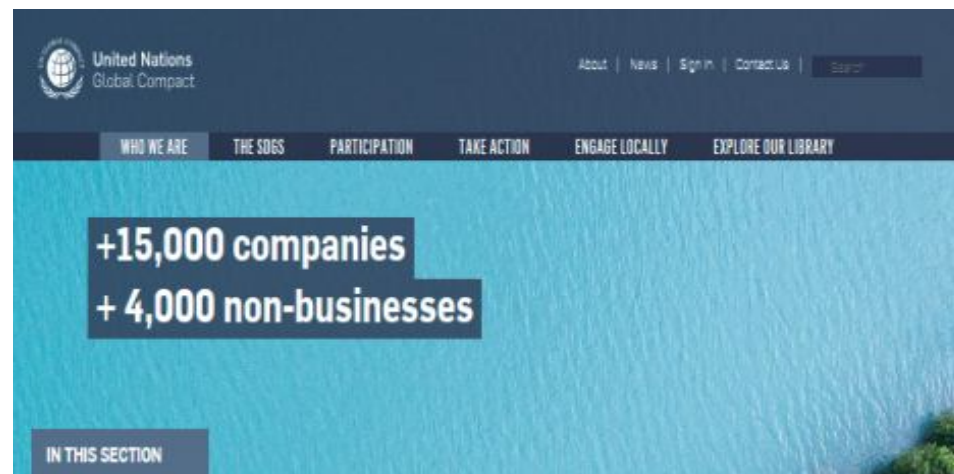 United Nations
Global Compact
About | News | Sign In | Contact Us | Search
WHO WE ARE THE SDGS PARTICIPATION TAKE ACTION ENGAGE LOCALLY EXPLORE OUR LIBRARY
+15,000 companies
+ 4,000 non-businesses
IN THIS SECTION